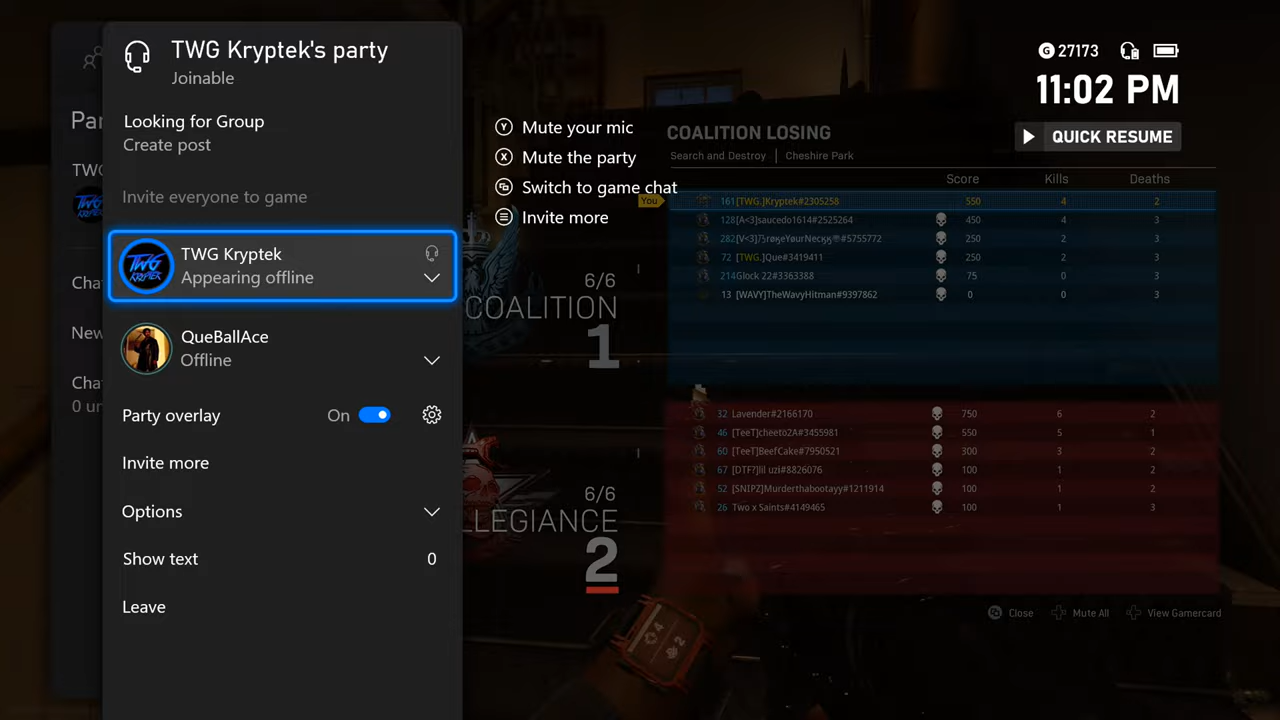 TWG Kryptek's party
Joinable
Looking for Group
Create post
Invite everyone to game
TWG Kryptek
Appearing offline
QueBallAce
Offline
Party overlay On
Invite more
Options
Show text 0
Leave
Y Mute your mic
X Mute the party
Switch to game chat
Invite more
G 27173
11:02 PM
QUICK RESUME
COALITION LOSING
Search and Destroy | Cheshire Park
Score Kills Deaths
You 161 [TWG.]Kryptek#2305258 550 4 2
128 [A<3]saucedo1614#2525264 450 4 3
250 2 3
72 [TWG.]Que#3419411 250 2 3
214 Glock 22#3363388 75 0 3
13 [WAVY]TheWavyHitman#9397862 0 0 3
6/6
COALITION
1
32 Lavender#2166170 750 6 2
46 [TeeT]cheeto2A#3455981 550 5 1
60 [TeeT]BeefCake#7950521 300 3 2
67 [DTF?]lil uzi#8826076 100 1 2
52 [SNIPZ]Murderthabootayy#1211914 100 1 2
26 Two x Saints#4149465 100 1 3
6/6
LLEGIANCE
2
Close Mute All View Gamercard
TWG
KRYPTEK
4
2